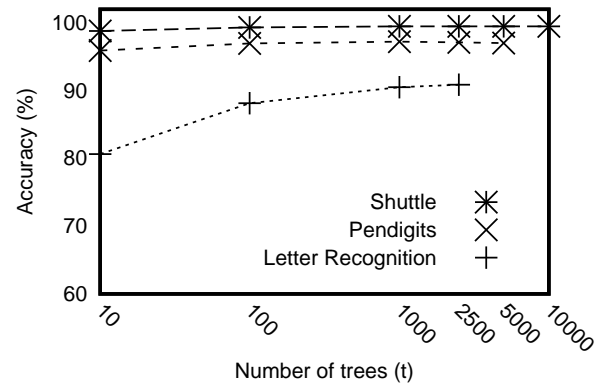 100
90
80
70
60
Accuracy (%)
Shuttle
Pendigits
Letter Recognition
10
100
1000
2500
5000
10000
Number of trees (t)